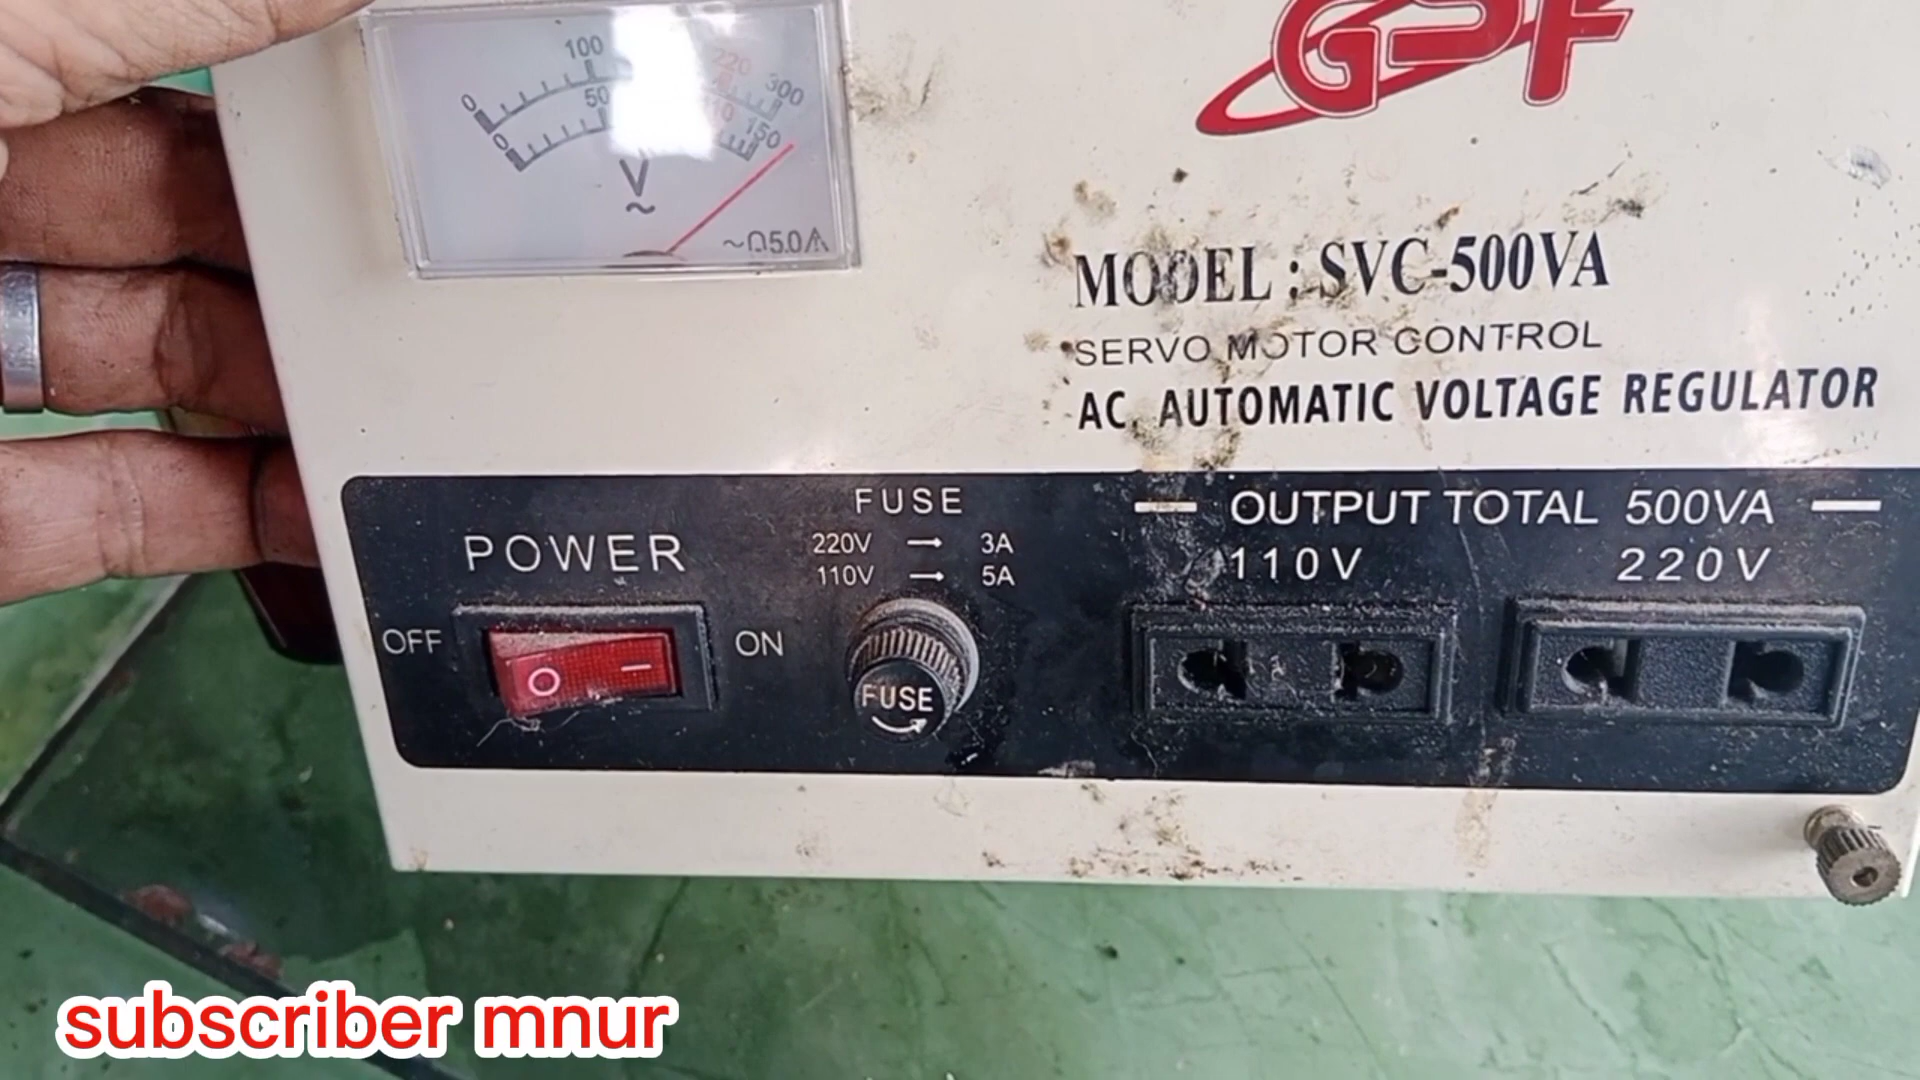 GSF
0 100 220 300
0 50 110 150
V
~
~ 5.0
MODEL : SVC-500VA
SERVO MOTOR CONTROL
AC. AUTOMATIC VOLTAGE REGULATOR
POWER
OFF
ON
O
FUSE
220V → 3A
110V → 5A
FUSE
OUTPUT TOTAL 500VA
110V
220V
subscriber mnur